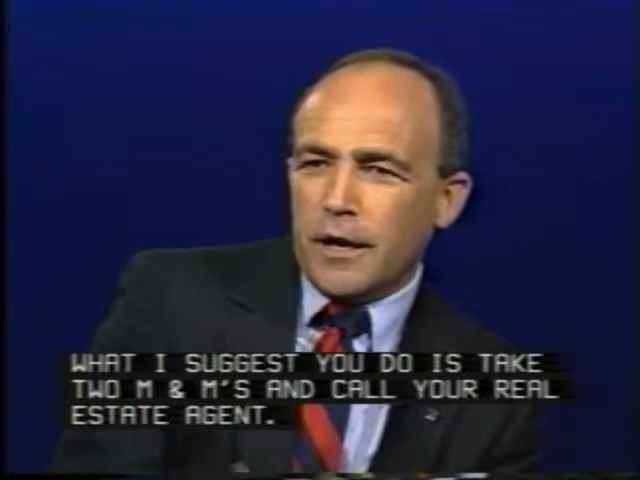 WHAT I SUGGEST YOU DO IS TAKE
TWO M & M'S AND CALL YOUR REAL
ESTATE AGENT.